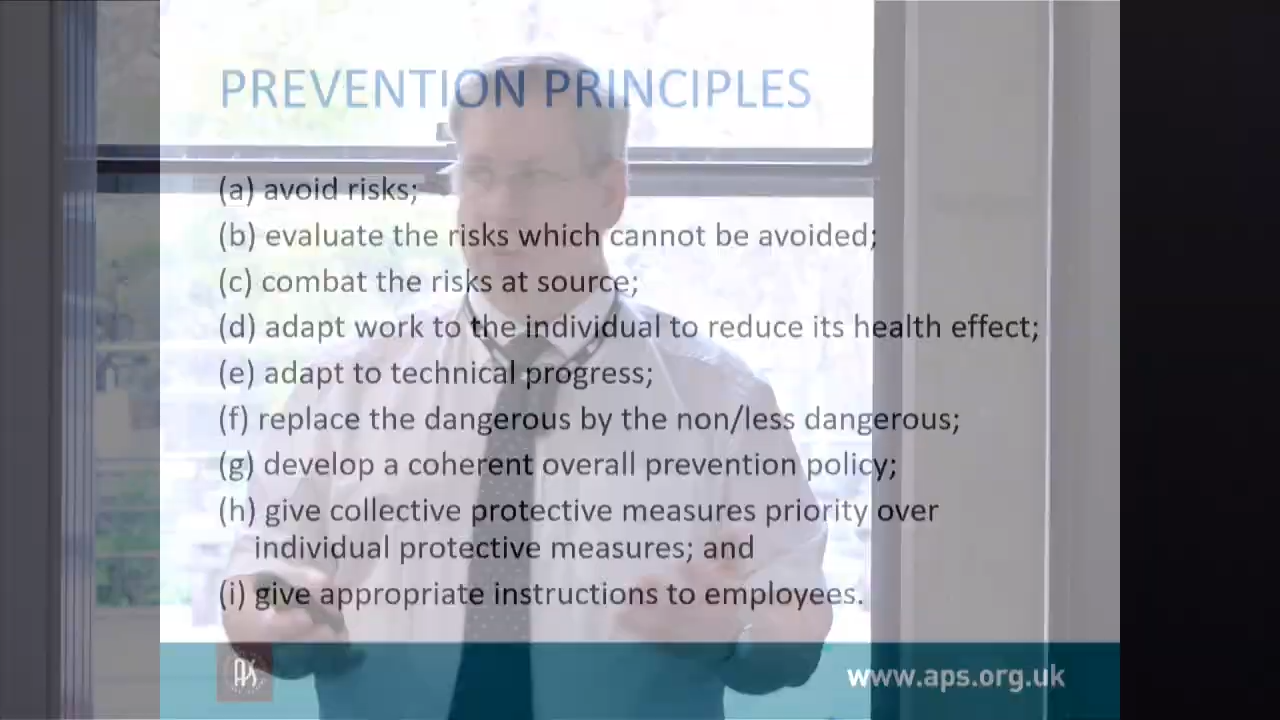 PREVENTION PRINCIPLES
(a) avoid risks;
(b) evaluate the risks which cannot be avoided;
(c) combat the risks at source;
(d) adapt work to the individual to reduce its health effect;
(e) adapt to technical progress;
(f) replace the dangerous by the non/less dangerous;
(g) develop a coherent overall prevention policy;
(h) give collective protective measures priority over
individual protective measures; and
(i) give appropriate instructions to employees.
APS
www.aps.org.uk